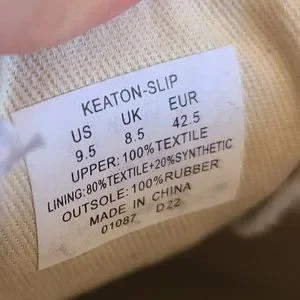 KEATON-SLIP
US UK EUR
9.5 8.5 42.5
UPPER:100%TEXTILE
LINING:80%TEXTILE+20%SYNTHETIC
OUTSOLE:100%RUBBER
MADE IN CHINA
01087 D22